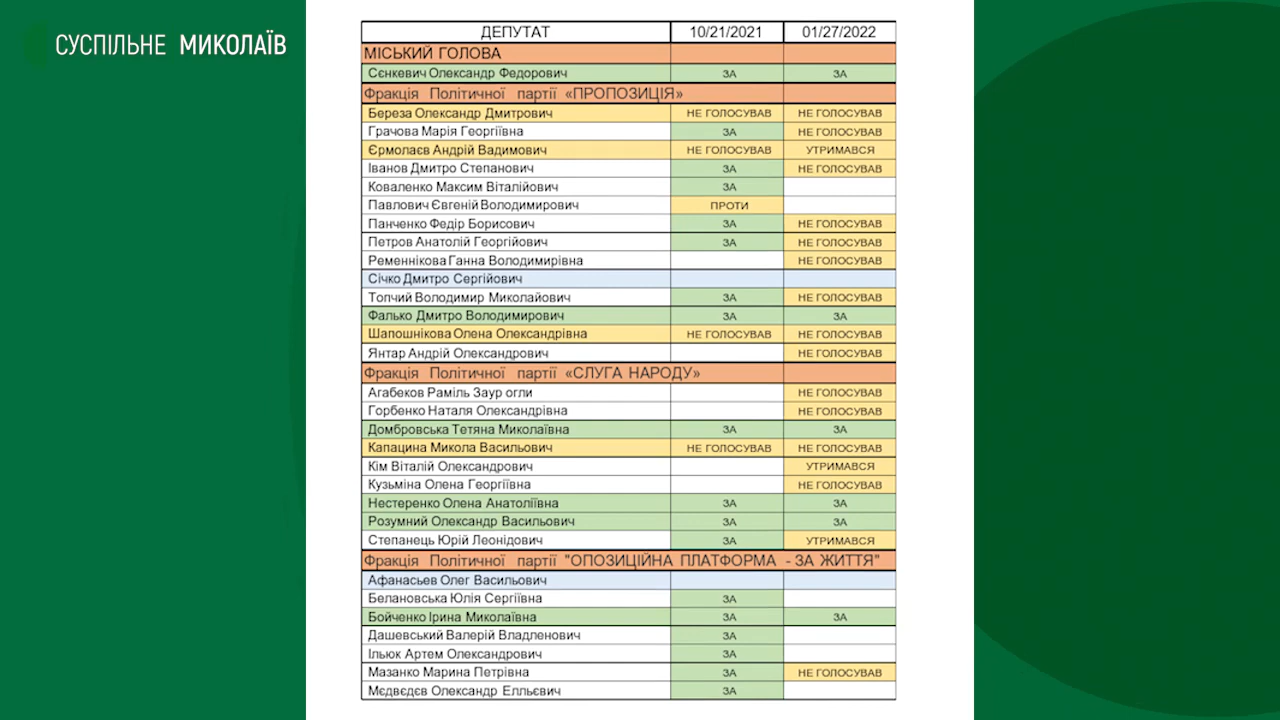 СУСПІЛЬНЕ МИКОЛАЇВ
ДЕПУТАТ 10/21/2021 01/27/2022
МІСЬКИЙ ГОЛОВА
Сєнкевич Олександр Федорович ЗА ЗА
Фракція Політичної партії «ПРОПОЗИЦІЯ»
Береза Олександр Дмитрович НЕ ГОЛОСУВАВ НЕ ГОЛОСУВАВ
Грачова Марія Георгіївна ЗА НЕ ГОЛОСУВАВ
Єрмолаєв Андрій Вадимович НЕ ГОЛОСУВАВ УТРИМАВСЯ
Іванов Дмитро Степанович ЗА НЕ ГОЛОСУВАВ
Коваленко Максим Віталійович ЗА
Павлович Євгеній Володимирович ПРОТИ
Панченко Федір Борисович ЗА НЕ ГОЛОСУВАВ
Петров Анатолій Георгійович ЗА НЕ ГОЛОСУВАВ
Ременнікова Ганна Володимирівна НЕ ГОЛОСУВАВ
Січко Дмитро Сергійович
Топчий Володимир Миколайович ЗА НЕ ГОЛОСУВАВ
Фалько Дмитро Володимирович ЗА ЗА
Шапошнікова Олена Олександрівна НЕ ГОЛОСУВАВ НЕ ГОЛОСУВАВ
Янтар Андрій Олександрович НЕ ГОЛОСУВАВ
Фракція Політичної партії «СЛУГА НАРОДУ»
Агабеков Раміль Заур огли НЕ ГОЛОСУВАВ
Горбенко Наталя Олександрівна НЕ ГОЛОСУВАВ
Домбровська Тетяна Миколаївна ЗА ЗА
Капацина Микола Васильович НЕ ГОЛОСУВАВ НЕ ГОЛОСУВАВ
Кім Віталій Олександрович УТРИМАВСЯ
Кузьміна Олена Георгіївна НЕ ГОЛОСУВАВ
Нестеренко Олена Анатоліївна ЗА ЗА
Розумний Олександр Васильович ЗА ЗА
Степанець Юрій Леонідович ЗА УТРИМАВСЯ
Фракція Політичної партії "ОПОЗИЦІЙНА ПЛАТФОРМА - ЗА ЖИТТЯ"
Афанасьев Олег Васильович
Белановська Юлія Сергіївна ЗА
Бойченко Ірина Миколаївна ЗА ЗА
Дашевський Валерій Владленович ЗА
Ільюк Артем Олександрович ЗА
Мазанко Марина Петрівна ЗА НЕ ГОЛОСУВАВ
Мєдвєдєв Олександр Елльєвич ЗА